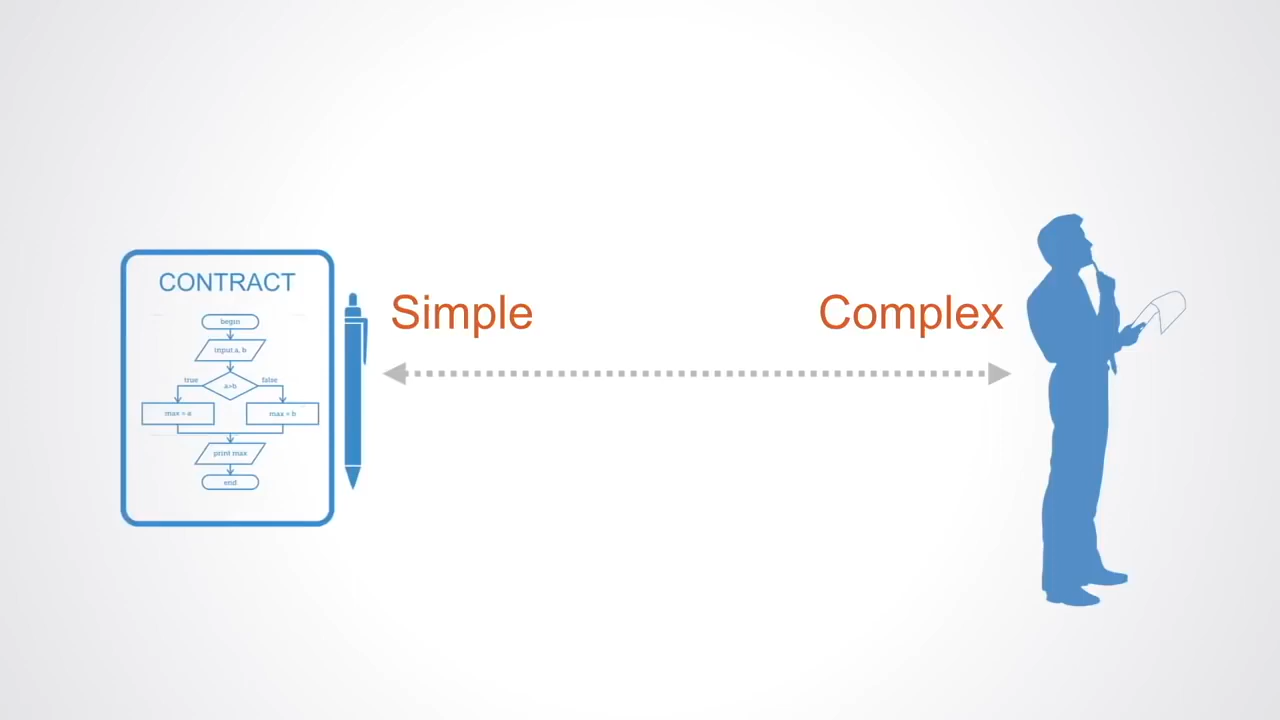 CONTRACT
begin
input a, b
true
false
a>b
max = a
max = b
print max
end
Simple
Complex